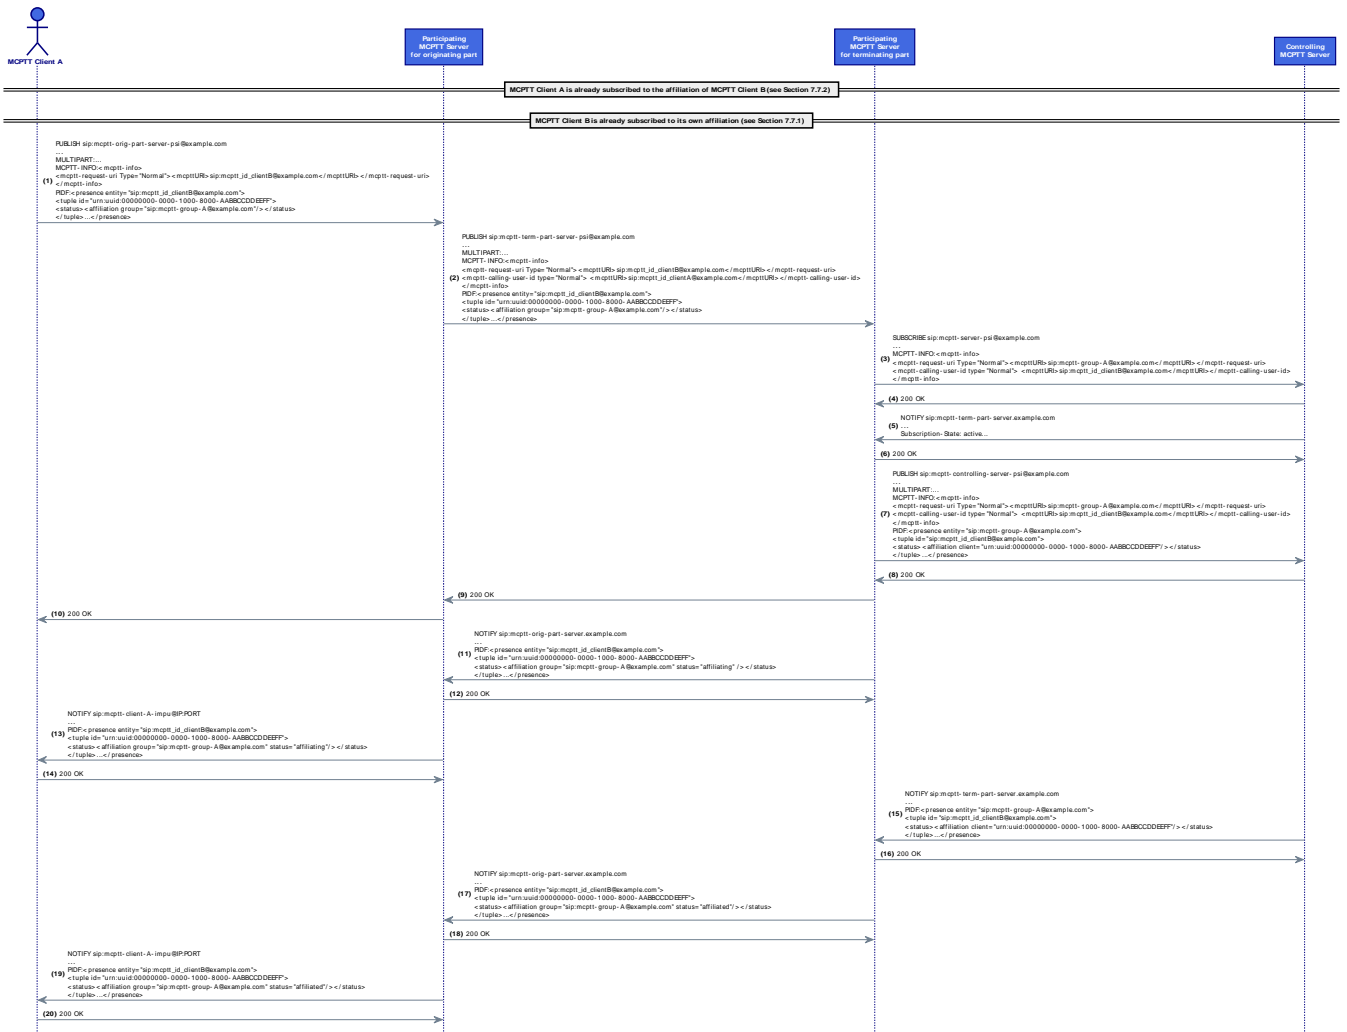 MCPTT Client A
Participating
MCPTT Server
for originating part
Participating
MCPTT Server
for terminating part
Controlling
MCPTT Server
MCPTT Client A is already subscribed to the affiliation of MCPTT Client B (see Section 7.7.2)
MCPTT Client B is already subscribed to its own affiliation (see Section 7.7.1)
PUBLISH sip:mcptt-orig-part-server-psi@example.com
...
MULTIPART:...
MCPTT-INFO:<mcptt-info>
(1) <mcptt-request-uri Type="Normal"><mcpttURI>sip:mcptt_id_clientB@example.com</mcpttURI></mcptt-request-uri>
</mcptt-info>
PIDF:<presence entity="sip:mcptt_id_clientB@example.com">
<tuple id="urn:uuid:00000000-0000-1000-8000-AABBCCDDEEFF">
<status><affiliation group="sip:mcptt-group-A@example.com"/></status>
</tuple>...</presence>
PUBLISH sip:mcptt-term-part-server-psi@example.com
...
MULTIPART:...
MCPTT-INFO:<mcptt-info>
<mcptt-request-uri Type="Normal"><mcpttURI>sip:mcptt_id_clientB@example.com</mcpttURI></mcptt-request-uri>
(2) <mcptt-calling-user-id type="Normal"> <mcpttURI>sip:mcptt_id_clientA@example.com</mcpttURI></mcptt-calling-user-id>
</mcptt-info>
PIDF:<presence entity="sip:mcptt_id_clientB@example.com">
<tuple id="urn:uuid:00000000-0000-1000-8000-AABBCCDDEEFF">
<status><affiliation group="sip:mcptt-group-A@example.com"/></status>
</tuple>...</presence>
SUBSCRIBE sip:mcptt-server-psi@example.com
...
MCPTT-INFO:<mcptt-info>
(3) <mcptt-request-uri Type="Normal"><mcpttURI>sip:mcptt-group-A@example.com</mcpttURI></mcptt-request-uri>
<mcptt-calling-user-id type="Normal"> <mcpttURI>sip:mcptt_id_clientB@example.com</mcpttURI></mcptt-calling-user-id>
</mcptt-info>
(4) 200 OK
NOTIFY sip:mcptt-term-part-server.example.com
(5) ...
Subscription-State: active...
(6) 200 OK
PUBLISH sip:mcptt-controlling-server-psi@example.com
...
MULTIPART:...
MCPTT-INFO:<mcptt-info>
<mcptt-request-uri Type="Normal"><mcpttURI>sip:mcptt-group-A@example.com</mcpttURI></mcptt-request-uri>
(7) <mcptt-calling-user-id type="Normal"> <mcpttURI>sip:mcptt_id_clientB@example.com</mcpttURI></mcptt-calling-user-id>
</mcptt-info>
PIDF:<presence entity="sip:mcptt-group-A@example.com">
<tuple id="sip:mcptt_id_clientB@example.com">
<status><affiliation client="urn:uuid:00000000-0000-1000-8000-AABBCCDDEEFF"/></status>
</tuple>...</presence>
(8) 200 OK
(9) 200 OK
(10) 200 OK
NOTIFY sip:mcptt-orig-part-server.example.com
...
PIDF:<presence entity="sip:mcptt_id_clientB@example.com">
(11) <tuple id="urn:uuid:00000000-0000-1000-8000-AABBCCDDEEFF">
<status><affiliation group="sip:mcptt-group-A@example.com" status="affiliating" /></status>
</tuple>...</presence>
(12) 200 OK
NOTIFY sip:mcptt-client-A-impu@IP:PORT
...
PIDF:<presence entity="sip:mcptt_id_clientB@example.com">
(13) <tuple id="urn:uuid:00000000-0000-1000-8000-AABBCCDDEEFF">
<status><affiliation group="sip:mcptt-group-A@example.com" status="affiliating"/></status>
</tuple>...</presence>
(14) 200 OK
NOTIFY sip:mcptt-term-part-server.example.com
...
PIDF:<presence entity="sip:mcptt-group-A@example.com">
(15) <tuple id="sip:mcptt_id_clientB@example.com">
<status><affiliation client="urn:uuid:00000000-0000-1000-8000-AABBCCDDEEFF"/></status>
</tuple>...</presence>
(16) 200 OK
NOTIFY sip:mcptt-orig-part-server.example.com
...
PIDF:<presence entity="sip:mcptt_id_clientB@example.com">
(17) <tuple id="urn:uuid:00000000-0000-1000-8000-AABBCCDDEEFF">
<status><affiliation group="sip:mcptt-group-A@example.com" status="affiliated"/></status>
</tuple>...</presence>
(18) 200 OK
NOTIFY sip:mcptt-client-A-impu@IP:PORT
...
PIDF:<presence entity="sip:mcptt_id_clientB@example.com">
(19) <tuple id="urn:uuid:00000000-0000-1000-8000-AABBCCDDEEFF">
<status><affiliation group="sip:mcptt-group-A@example.com" status="affiliated"/></status>
</tuple>...</presence>
(20) 200 OK